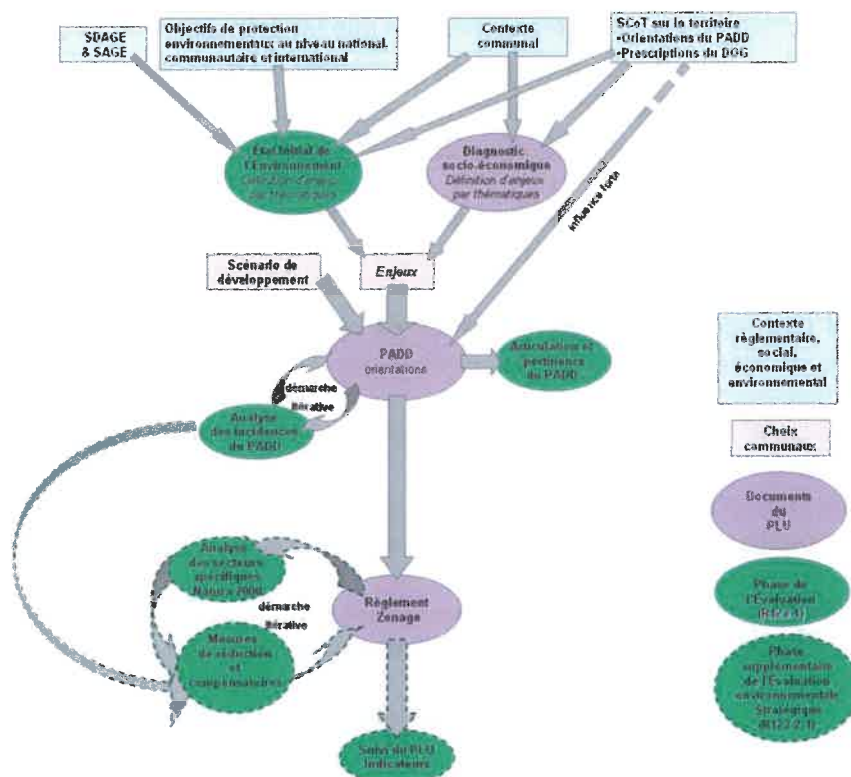 SDAGE
& SAGE
Objectifs de protection
environnementaux au niveau national,
communautaire et international
Contexte
communal
SCoT sur le territoire
•Orientations du PADD
•Prescriptions du DOG
État Initial de
l'Environnement
Définition d'enjeux
par thématiques
Diagnostic
socio-économique
Définition d'enjeux
par thématiques
influence forte
Scénario de
développement
Enjeux
PADD
orientations
Articulation et
pertinence
du PADD
démarche
itérative
Analyse
des incidences
du PADD
Contexte
règlementaire,
social,
économique et
environnemental
Choix
communaux
Documents
du
PLU
Analyse
des secteurs
spécifiques
Natura 2000
démarche
itérative
Règlement
Zonage
Mesures
de réduction
et
compensatoires
Phase de
l'Évaluation
Phase
supplémentaire
de l'Évaluation
environnementale
Stratégique
Suivi du PLU
Indicateurs